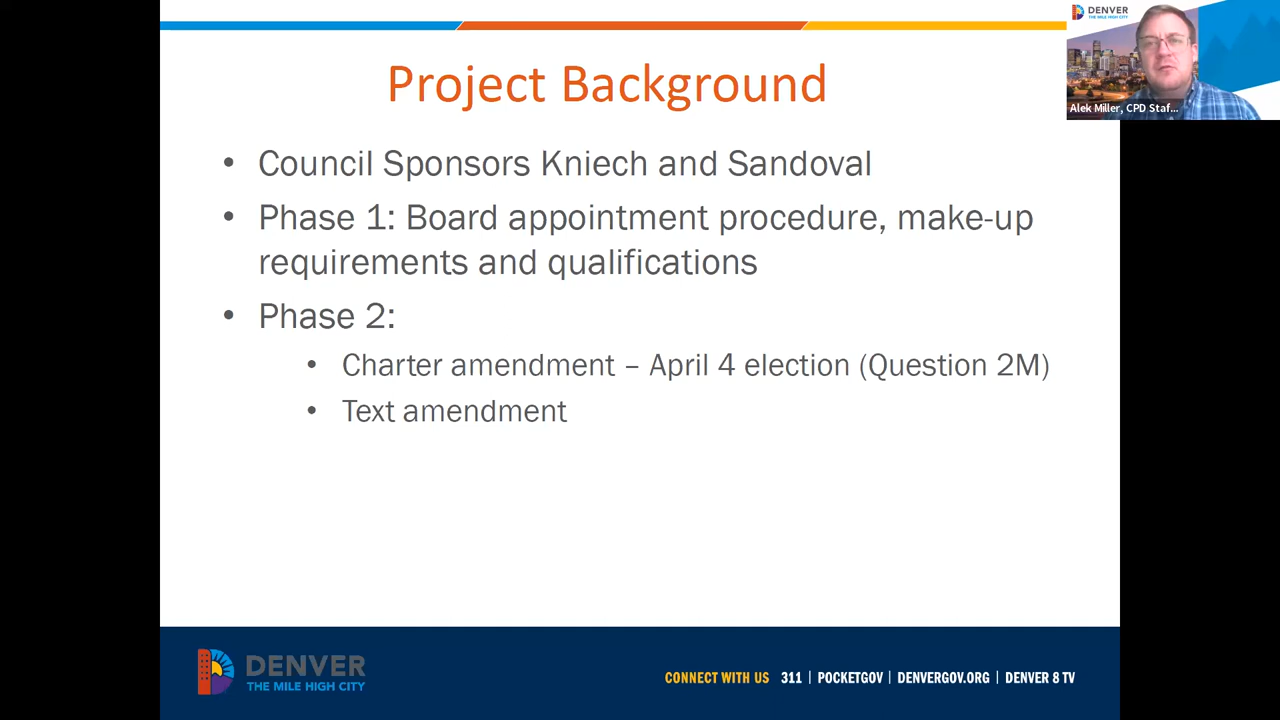 DENVER
THE MILE HIGH CITY
Alek Miller, CPD Staf...
Project Background
• Council Sponsors Kniech and Sandoval
• Phase 1: Board appointment procedure, make-up
requirements and qualifications
• Phase 2:
• Charter amendment – April 4 election (Question 2M)
• Text amendment
DENVER
THE MILE HIGH CITY
CONNECT WITH US 311 | POCKETGOV | DENVERGOV.ORG | DENVER 8 TV